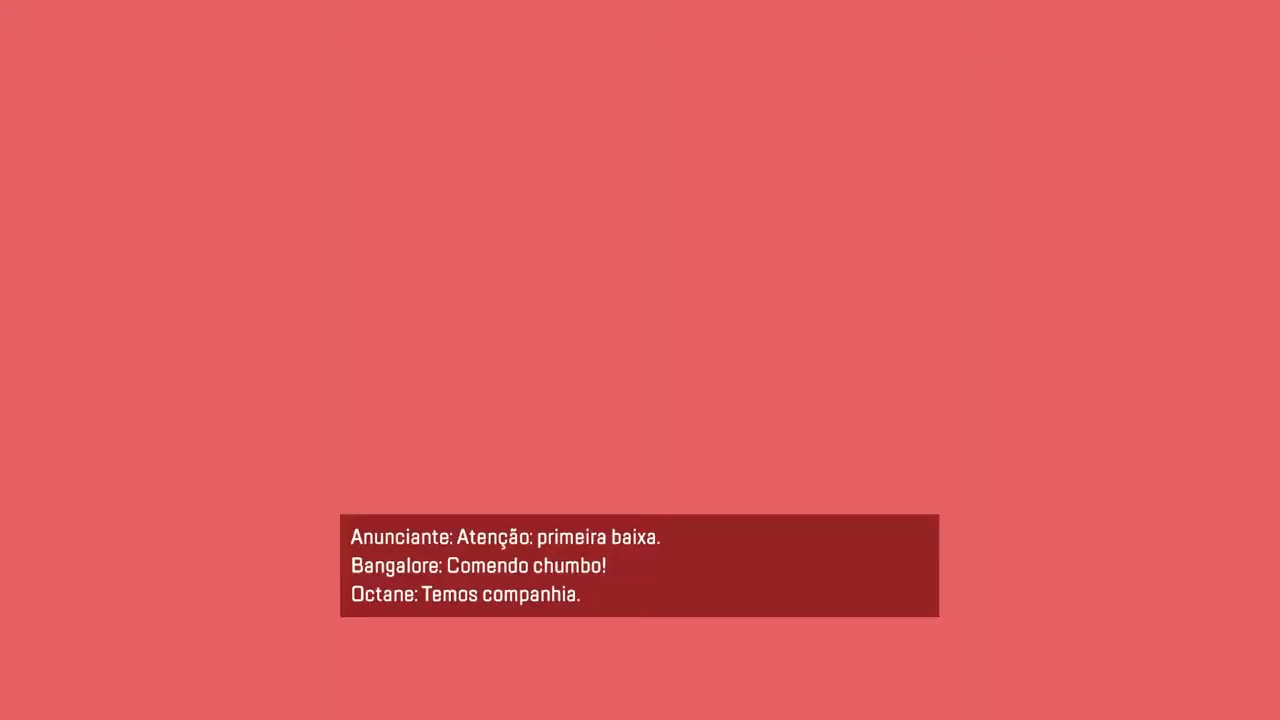 Anunciante: Atenção: primeira baixa.
Bangalore: Comendo chumbo!
Octane: Temos companhia.